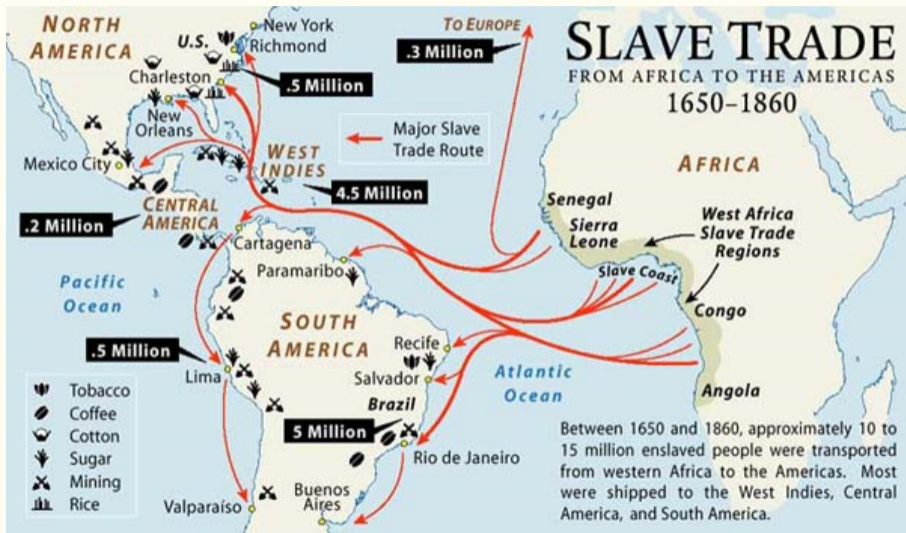 SLAVE TRADE
FROM AFRICA TO THE AMERICAS
1650–1860
NORTH
AMERICA
U.S.
New York
Richmond
Charleston
.5 Million
New
Orleans
Mexico City
WEST
INDIES
4.5 Million
CENTRAL
AMERICA
.2 Million
TO EUROPE
.3 Million
Major Slave
Trade Route
AFRICA
Senegal
Sierra
Leone
West Africa
Slave Trade
Regions
Slave Coast
Congo
Angola
Cartagena
Paramaribo
Pacific
Ocean
SOUTH
AMERICA
Recife
Salvador
Brazil
Atlantic
Ocean
.5 Million
Lima
5 Million
Rio de Janeiro
Buenos
Aires
Valparaíso
Tobacco
Coffee
Cotton
Sugar
Mining
Rice
Between 1650 and 1860, approximately 10 to
15 million enslaved people were transported
from western Africa to the Americas. Most
were shipped to the West Indies, Central
America, and South America.